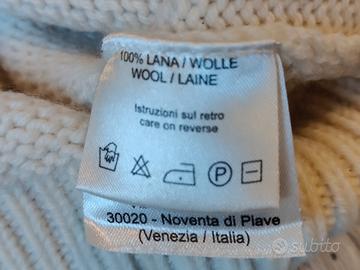 100% LANA / WOLLE
WOOL / LAINE
Istruzioni sul retro
care on reverse
P
30020 - Noventa di Piave
(Venezia / Italia)
subito